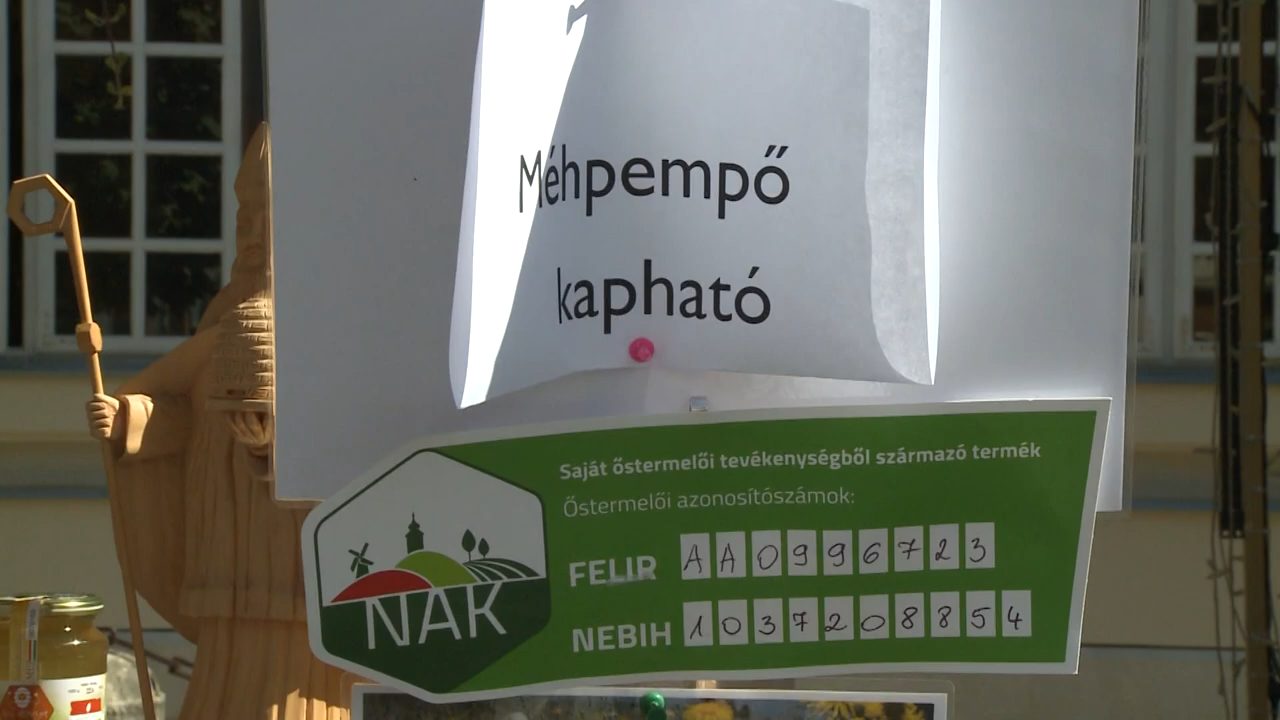 Méhpempő
kapható
Saját őstermelői tevékenységből származó termék
Őstermelői azonosítószámok:
FELIR AA0996723
NEBIH 1037208854
NAK